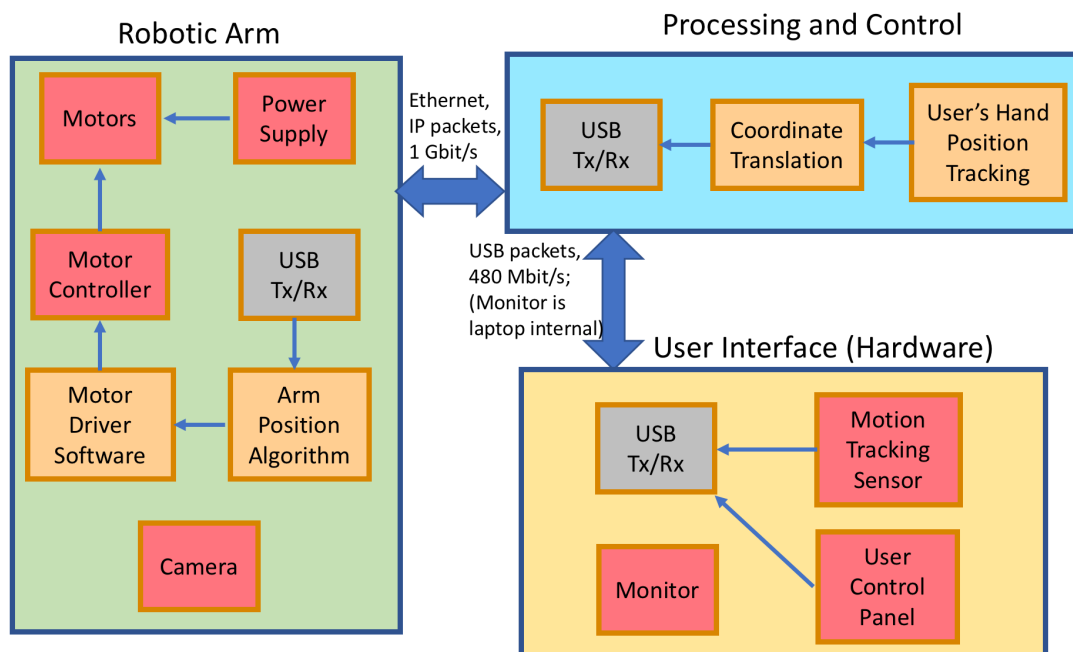 Robotic Arm
Motors
Power
Supply
Motor
Controller
USB
Tx/Rx
Motor
Driver
Software
Arm
Position
Algorithm
Camera
Ethernet,
IP packets,
1 Gbit/s
Processing and Control
USB
Tx/Rx
Coordinate
Translation
User’s Hand
Position
Tracking
USB packets,
480 Mbit/s;
(Monitor is
laptop internal)
User Interface (Hardware)
USB
Tx/Rx
Motion
Tracking
Sensor
Monitor
User
Control
Panel